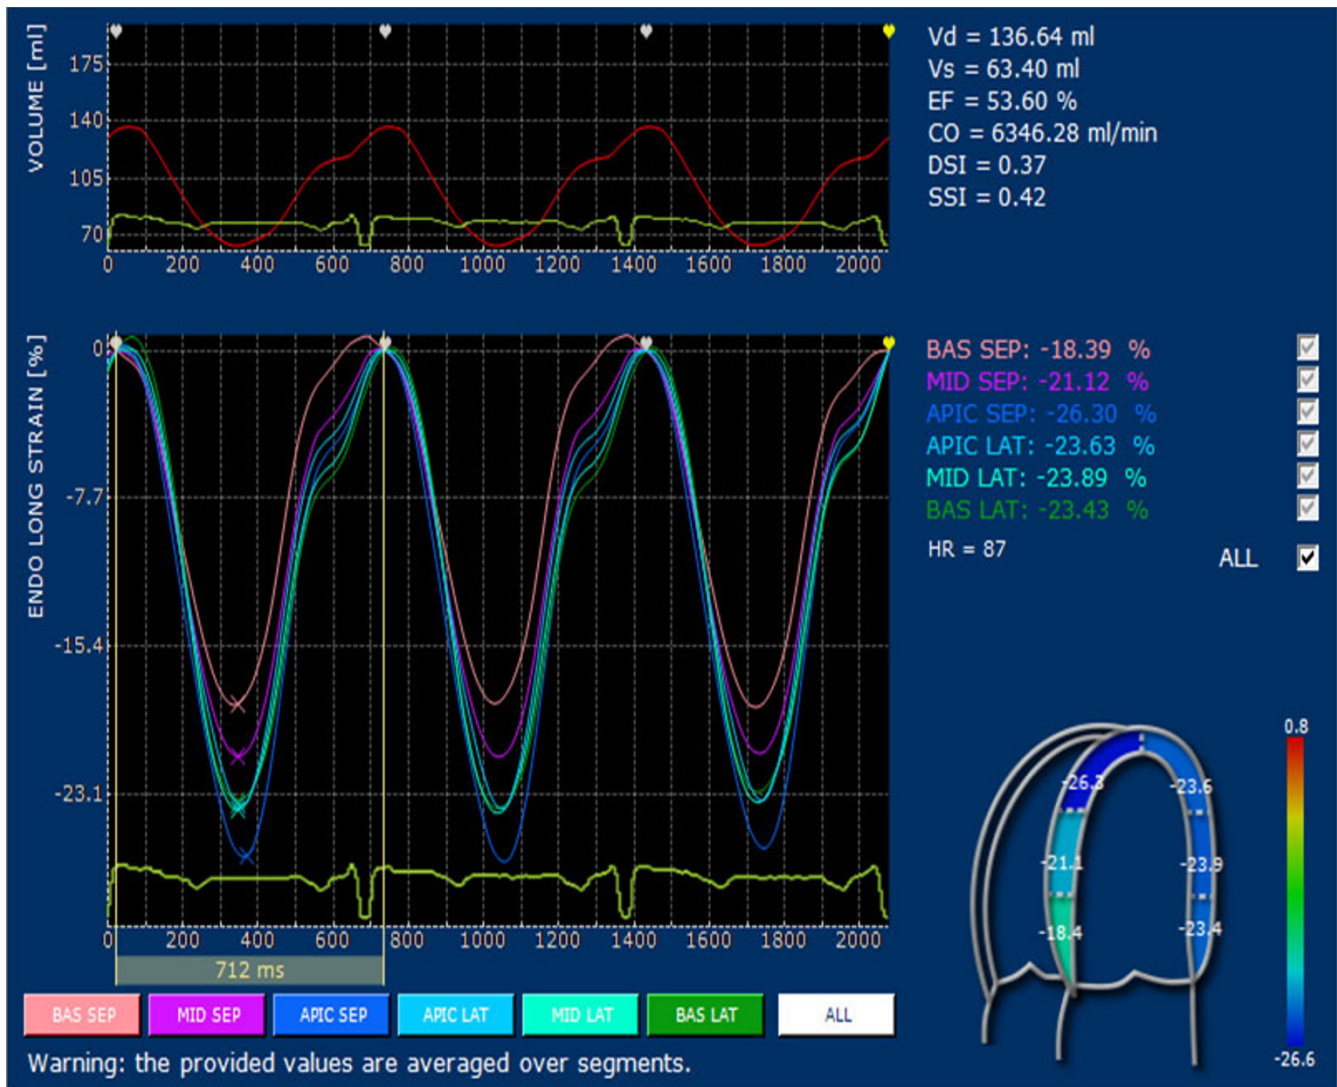 VOLUME [ml]
175
140
105
70
0 200 400 600 800 1000 1200 1400 1600 1800 2000
Vd = 136.64 ml
Vs = 63.40 ml
EF = 53.60 %
CO = 6346.28 ml/min
DSI = 0.37
SSI = 0.42
ENDO LONG STRAIN [%]
0
-7.7
-15.4
-23.1
0 200 400 600 800 1000 1200 1400 1600 1800 2000
712 ms
BAS SEP: -18.39 %
MID SEP: -21.12 %
APIC SEP: -26.30 %
APIC LAT: -23.63 %
MID LAT: -23.89 %
BAS LAT: -23.43 %
HR = 87
ALL
0.8
-26.3 -23.6
-21.1 -23.9
-18.4 -23.4
-26.6
BAS SEP MID SEP APIC SEP APIC LAT MID LAT BAS LAT ALL
Warning: the provided values are averaged over segments.